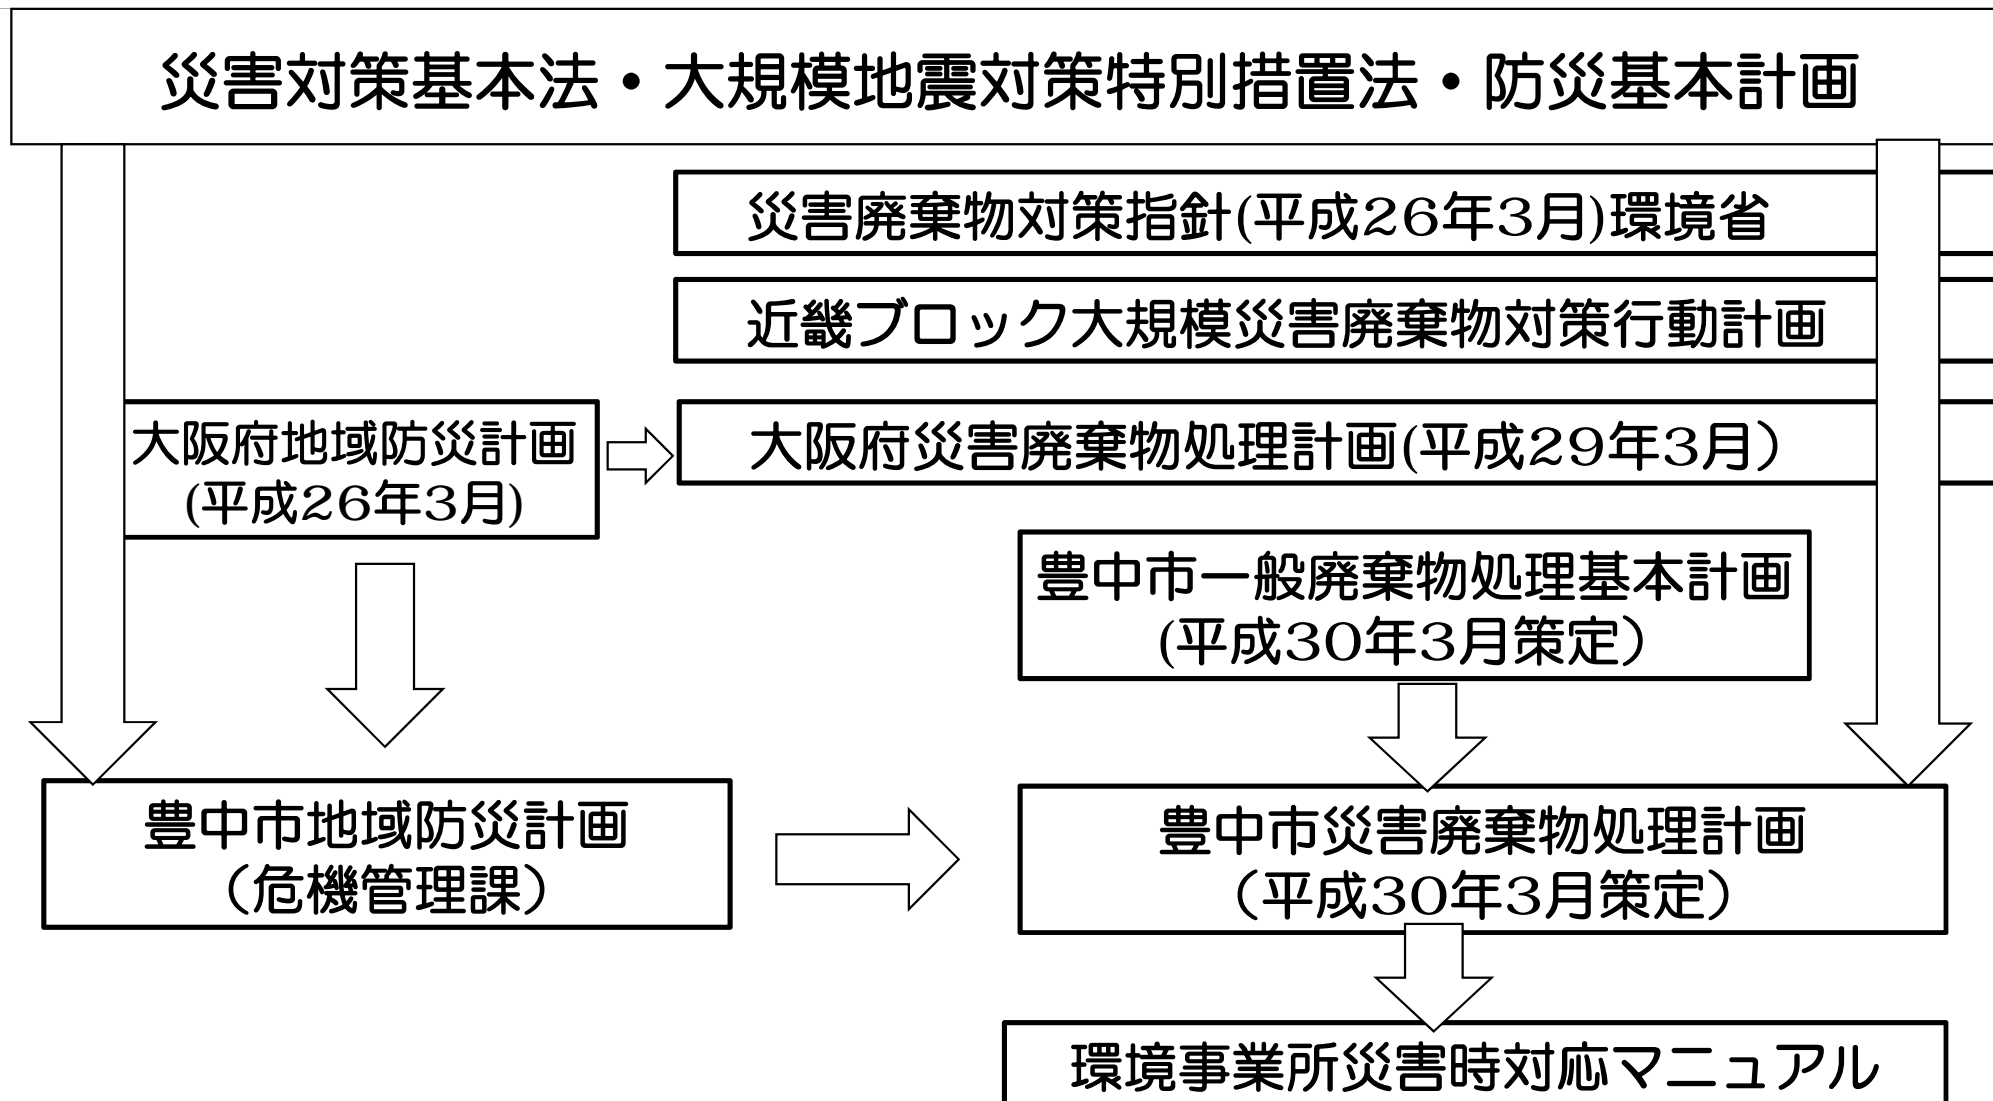 災害対策基本法・大規模地震対策特別措置法・防災基本計画
災害廃棄物対策指針(平成26年3月)環境省
近畿ブロック大規模災害廃棄物対策行動計画
大阪府地域防災計画
(平成26年3月)
大阪府災害廃棄物処理計画(平成29年3月）
豊中市一般廃棄物処理基本計画
(平成30年3月策定）
豊中市地域防災計画
（危機管理課）
豊中市災害廃棄物処理計画
（平成30年3月策定）
環境事業所災害時対応マニュアル